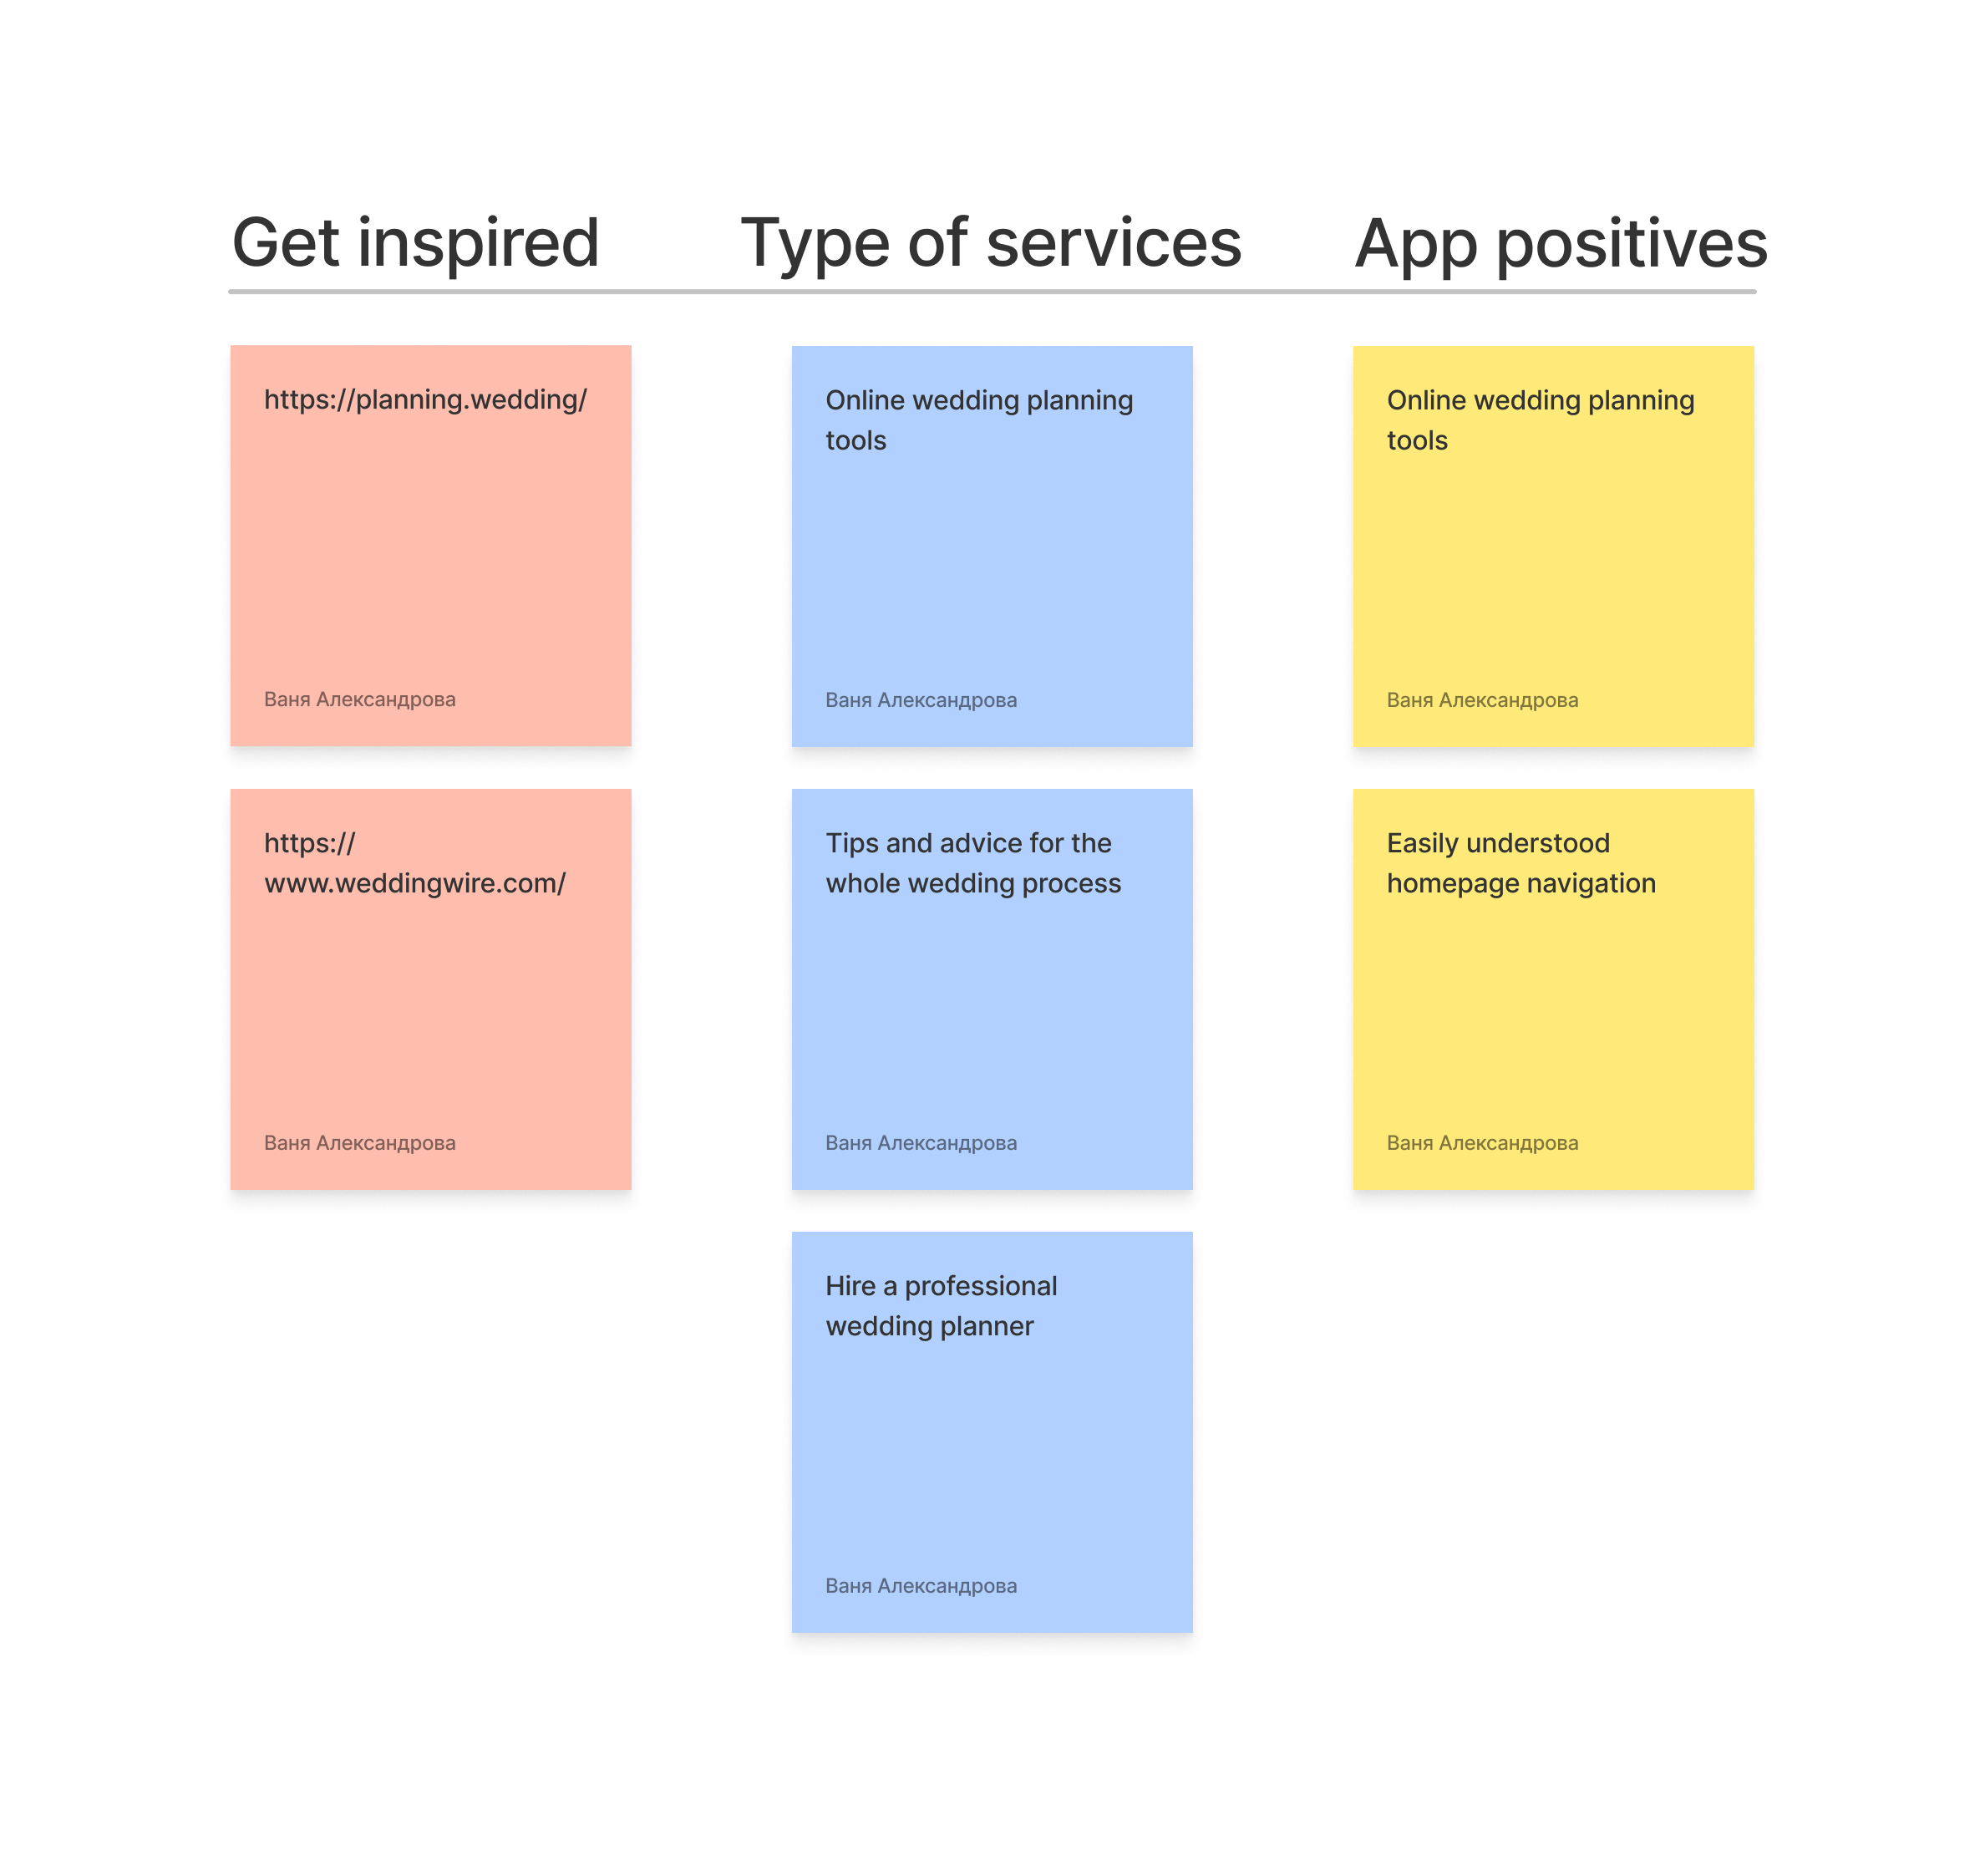 Get inspired
Type of services
App positives
https://planning.wedding/
Ваня Александрова
https://
www.weddingwire.com/
Ваня Александрова
Online wedding planning
tools
Ваня Александрова
Tips and advice for the
whole wedding process
Ваня Александрова
Hire a professional
wedding planner
Ваня Александрова
Online wedding planning
tools
Ваня Александрова
Easily understood
homepage navigation
Ваня Александрова